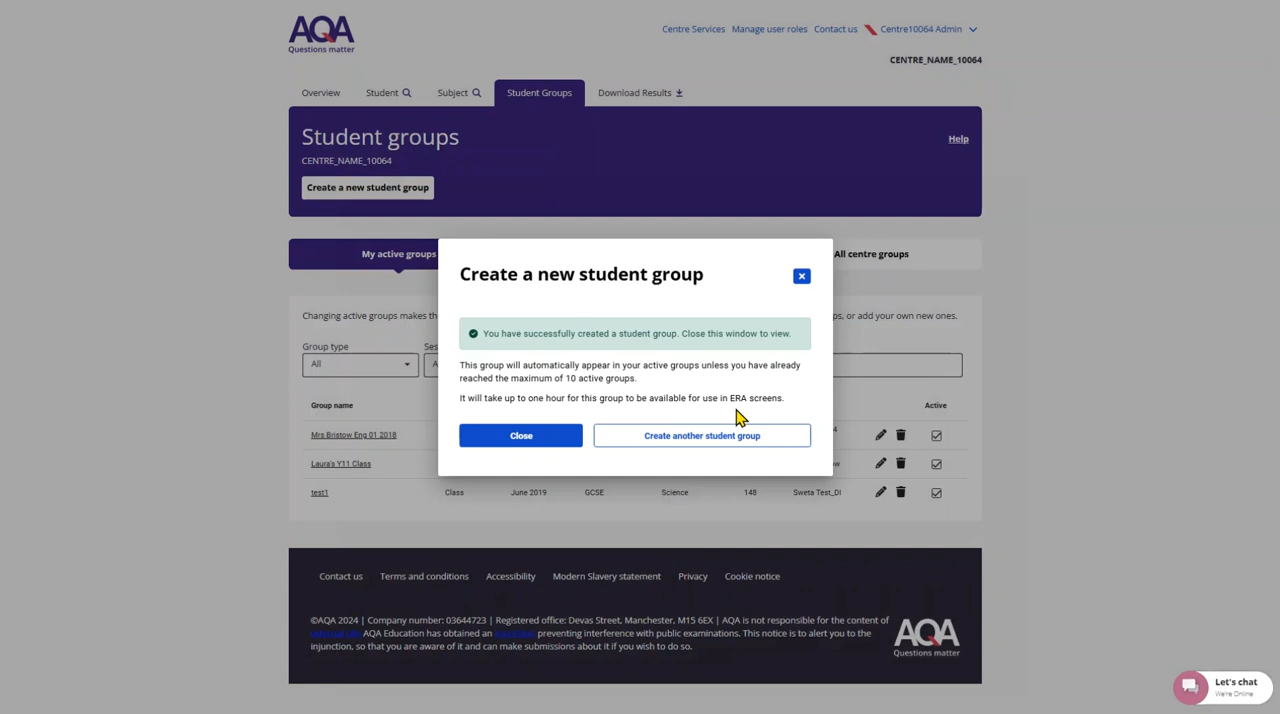 AQA
Questions matter
Centre Services Manage user roles Contact us Centre10064 Admin
CENTRE_NAME_10064
Overview Student Subject Student Groups Download Results
Student groups
Help
CENTRE_NAME_10064
Create a new student group
My active groups All centre groups
Create a new student group
Changing active groups makes th ps, or add your own new ones.
You have successfully created a student group. Close this window to view.
Group type Ses
All A
This group will automatically appear in your active groups unless you have already
reached the maximum of 10 active groups.
It will take up to one hour for this group to be available for use in ERA screens.
Group name Active
Close Create another student group
Mrs Bristow Eng 01 2018 4
Laura's Y11 Class ow
test1 Class June 2019 GCSE Science 148 Sweta Test_DI
Contact us Terms and conditions Accessibility Modern Slavery statement Privacy Cookie notice
©AQA 2024 | Company number: 03644723 | Registered office: Devas Street, Manchester, M15 6EX | AQA is not responsible for the content of
AQA Education has obtained an preventing interference with public examinations. This notice is to alert you to the
injunction, so that you are aware of it and can make submissions about it if you wish to do so.
AQA
Questions matter
Let's chat
We're Online